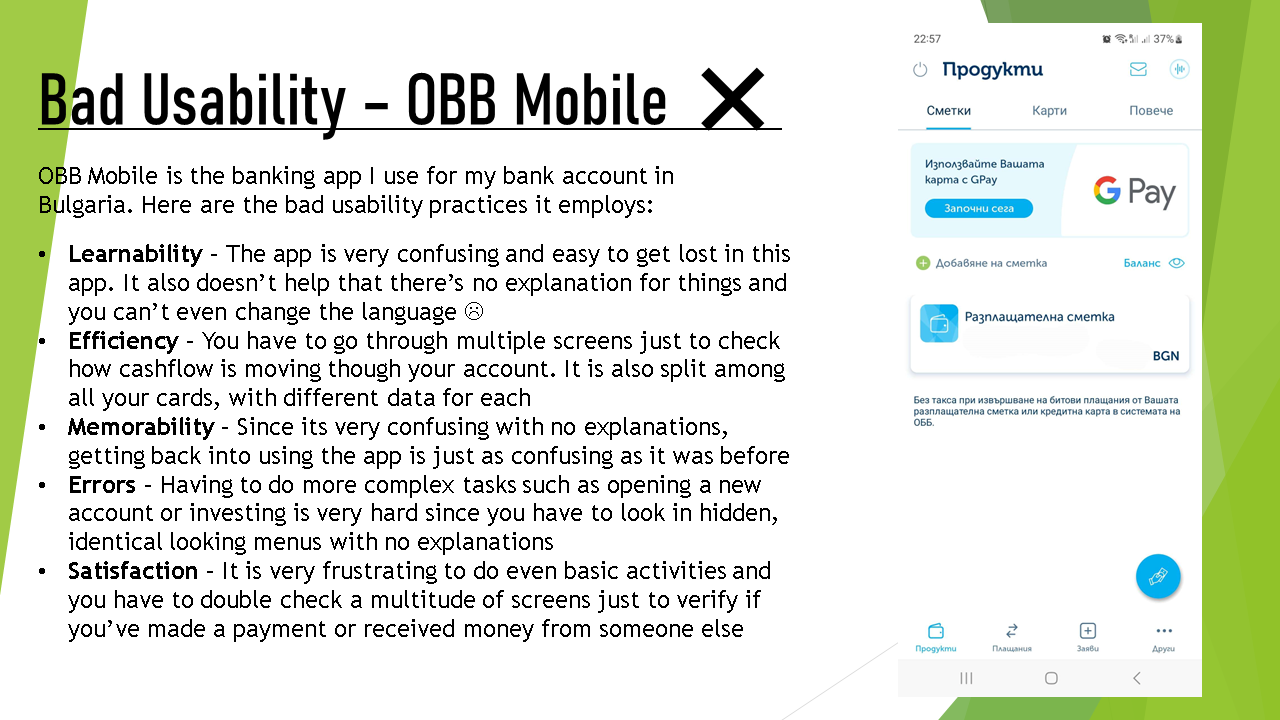 Bad Usability – OBB Mobile
OBB Mobile is the banking app I use for my bank account in
Bulgaria. Here are the bad usability practices it employs:
• Learnability – The app is very confusing and easy to get lost in this
app. It also doesn’t help that there’s no explanation for things and
you can’t even change the language ☹
• Efficiency – You have to go through multiple screens just to check
how cashflow is moving though your account. It is also split among
all your cards, with different data for each
• Memorability – Since its very confusing with no explanations,
getting back into using the app is just as confusing as it was before
• Errors – Having to do more complex tasks such as opening a new
account or investing is very hard since you have to look in hidden,
identical looking menus with no explanations
• Satisfaction – It is very frustrating to do even basic activities and
you have to double check a multitude of screens just to verify if
you’ve made a payment or received money from someone else
22:57 37%
Продукти
Сметки Карти Повече
Използвайте Вашата
карта с GPay
Започни сега
G Pay
Добавяне на сметка Баланс
Разплащателна сметка
BGN
Без такса при извършване на битови плащания от Вашата
разплащателна сметка или кредитна карта в системата на
ОББ.
Продукти Плащания Заяви Други